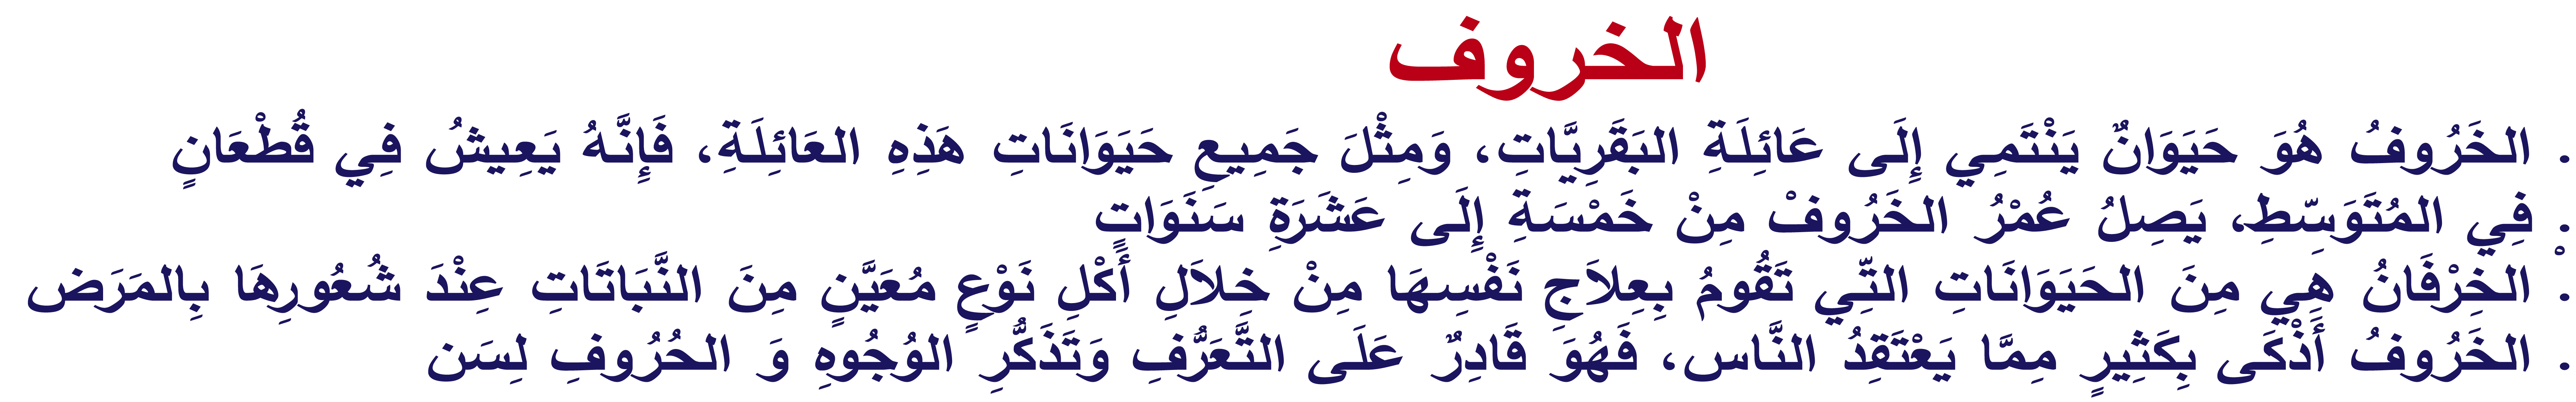 الخروف
. الخَرُوفُ هُوَ حَيَوَانٌ يَنْتَمِي إِلَى عَائِلَةِ البَقَرِيَّاتِ، وَمِثْلَ جَمِيعِ حَيَوَانَاتِ هَذِهِ العَائِلَةِ، فَإِنَّهُ يَعِيشُ فِي قُطْعَانٍ
. فِي المُتَوَسِّطِ، يَصِلُ عُمْرُ الخَرُوفْ مِنْ خَمْسَةِ إِلَى عَشَرَةِ سَنَوَاتٍ
.ْ الخِرْفَانُ هِي مِنَ الحَيَوَانَاتِ التِّي تَقُومُ بِعِلاَجِ نَفْسِهَا مِنْ خِلاَلِ أَكْلِ نَوْعٍ مُعَيَّنٍ مِنَ النَّبَاتَاتِ عِنْدَ شُعُورِهَا بِالمَرَض
. الخَرُوفُ أَذْكَى بِكَثِيرٍ مِمَّا يَعْتَقِدُ النَّاس، فَهُوَ قَادِرٌ عَلَى التَّعَرُّفِ وَتَذَكُّرِ الوُجُوهِ وَ الحُرُوفِ لِسَن